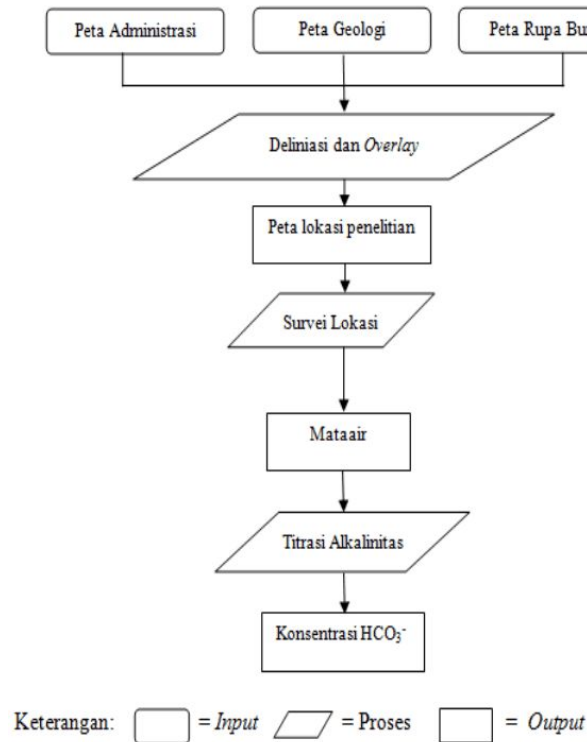 Peta Administrasi
Peta Geologi
Peta Rupa
Deliniasi dan Overlay
Peta lokasi penelitian
Survei Lokasi
Mataair
Titrasi Alkalinitas
Konsentrasi HCO₃⁻
Keterangan: = Input = Proses = Output